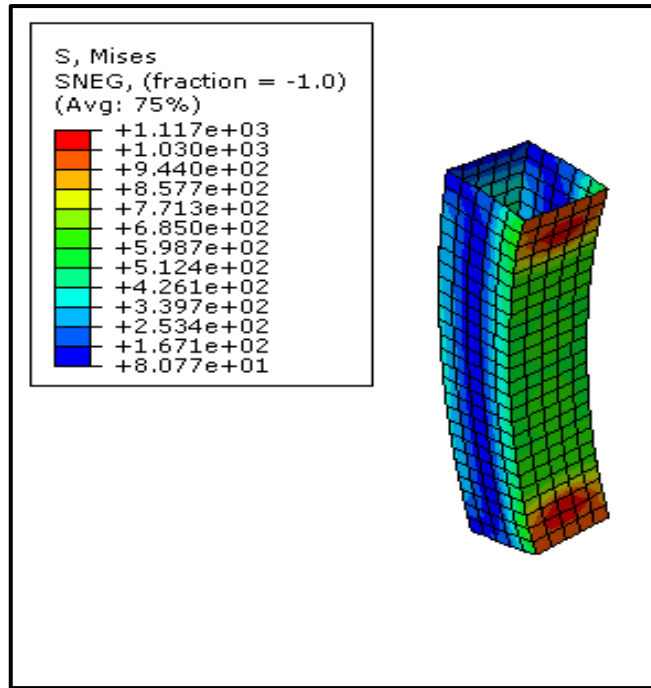 S, Mises
SNEG, (fraction = -1.0)
(Avg: 75%)
+1.117e+03
+1.030e+03
+9.440e+02
+8.577e+02
+7.713e+02
+6.850e+02
+5.987e+02
+5.124e+02
+4.261e+02
+3.397e+02
+2.534e+02
+1.671e+02
+8.077e+01